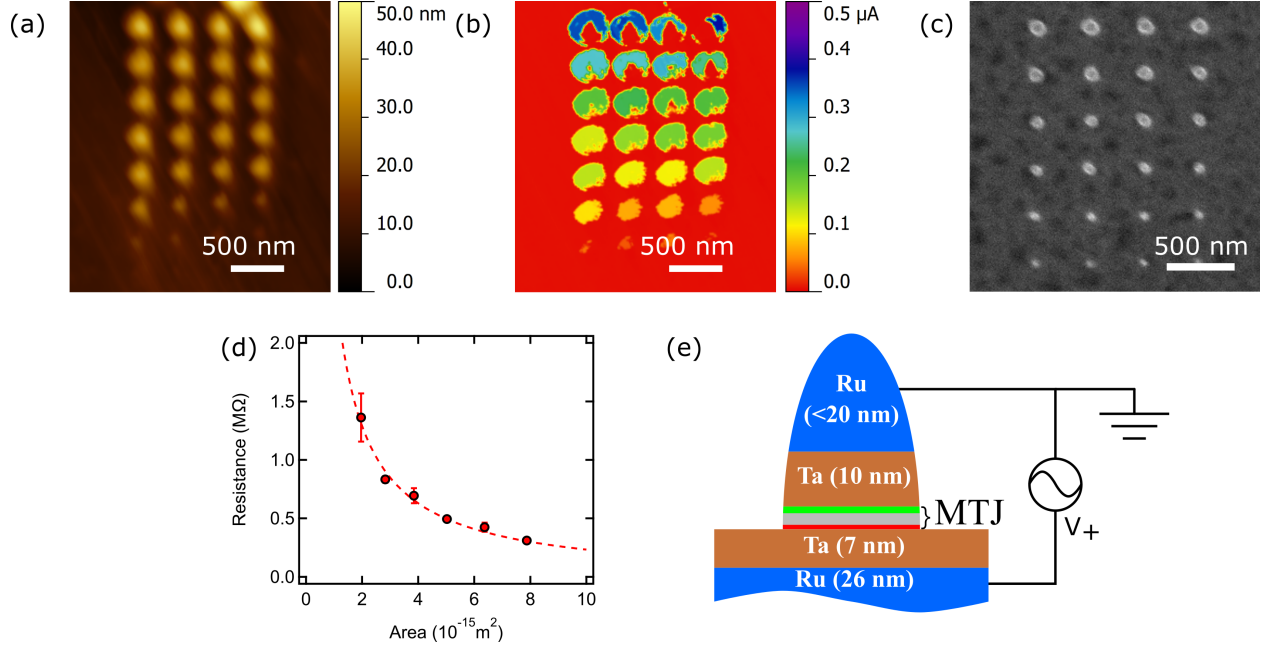 (a)
50.0 nm
40.0
30.0
20.0
10.0
0.0
500 nm
(b)
0.5 µA
0.4
0.3
0.2
0.1
0.0
500 nm
(c)
500 nm
(d)
2.0
1.5
1.0
0.5
0.0
Resistance (MΩ)
0 2 4 6 8 10
Area (10⁻¹⁵m²)
(e)
Ru
(<20 nm)
Ta (10 nm)
} MTJ
Ta (7 nm)
Ru (26 nm)
V+